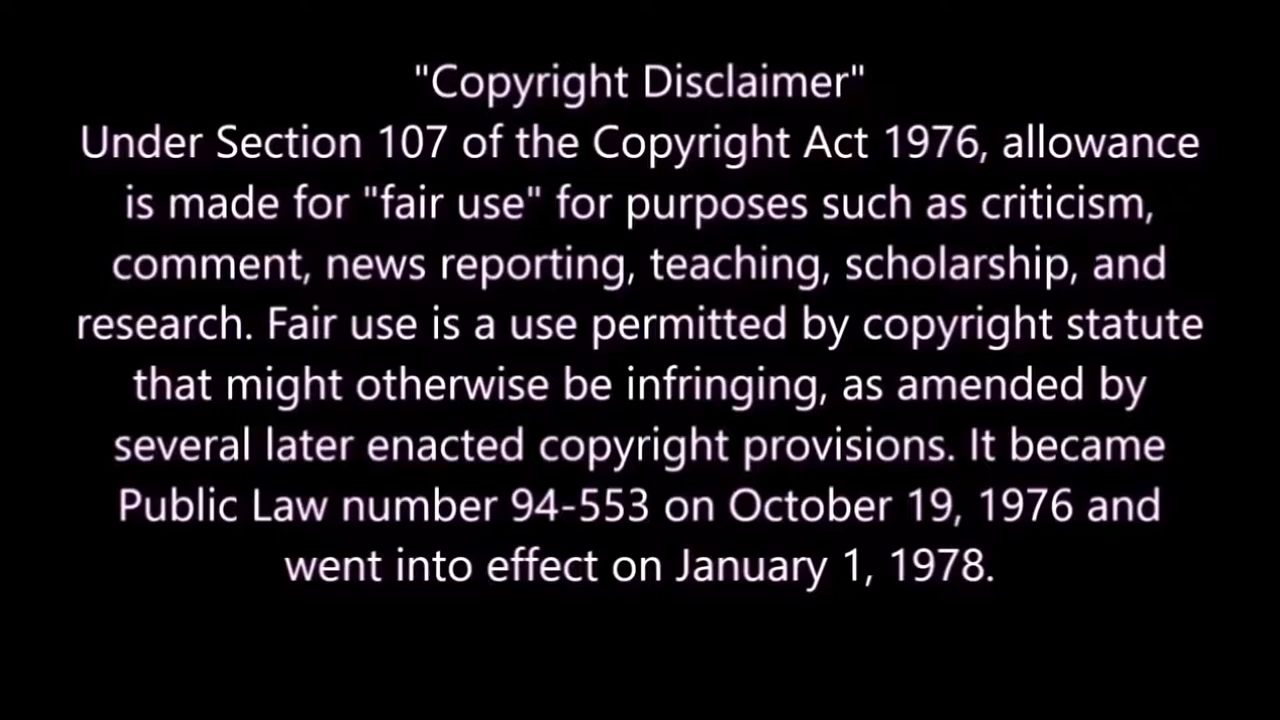 "Copyright Disclaimer"
Under Section 107 of the Copyright Act 1976, allowance
is made for "fair use" for purposes such as criticism,
comment, news reporting, teaching, scholarship, and
research. Fair use is a use permitted by copyright statute
that might otherwise be infringing, as amended by
several later enacted copyright provisions. It became
Public Law number 94-553 on October 19, 1976 and
went into effect on January 1, 1978.